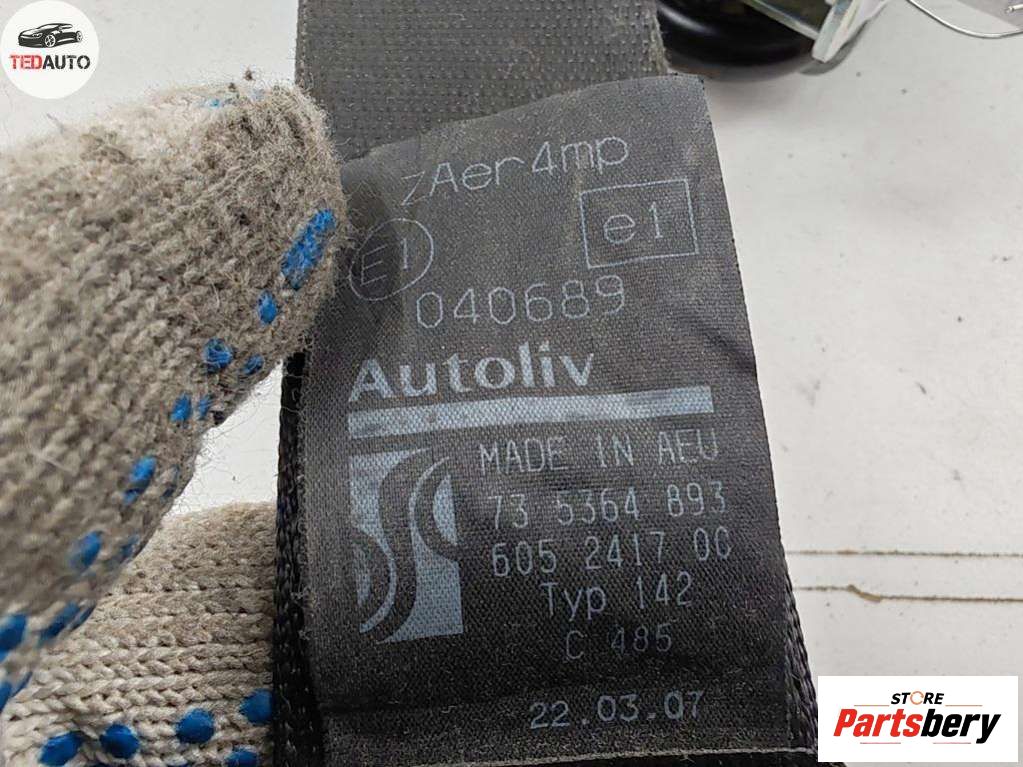 TEDAUTO
zAer4mp
E1 e1
040689
Autoliv
MADE IN AEU
73 5364 893
605 2417 0C
Typ 142
C 485
22.03.07
STORE
Partsbery